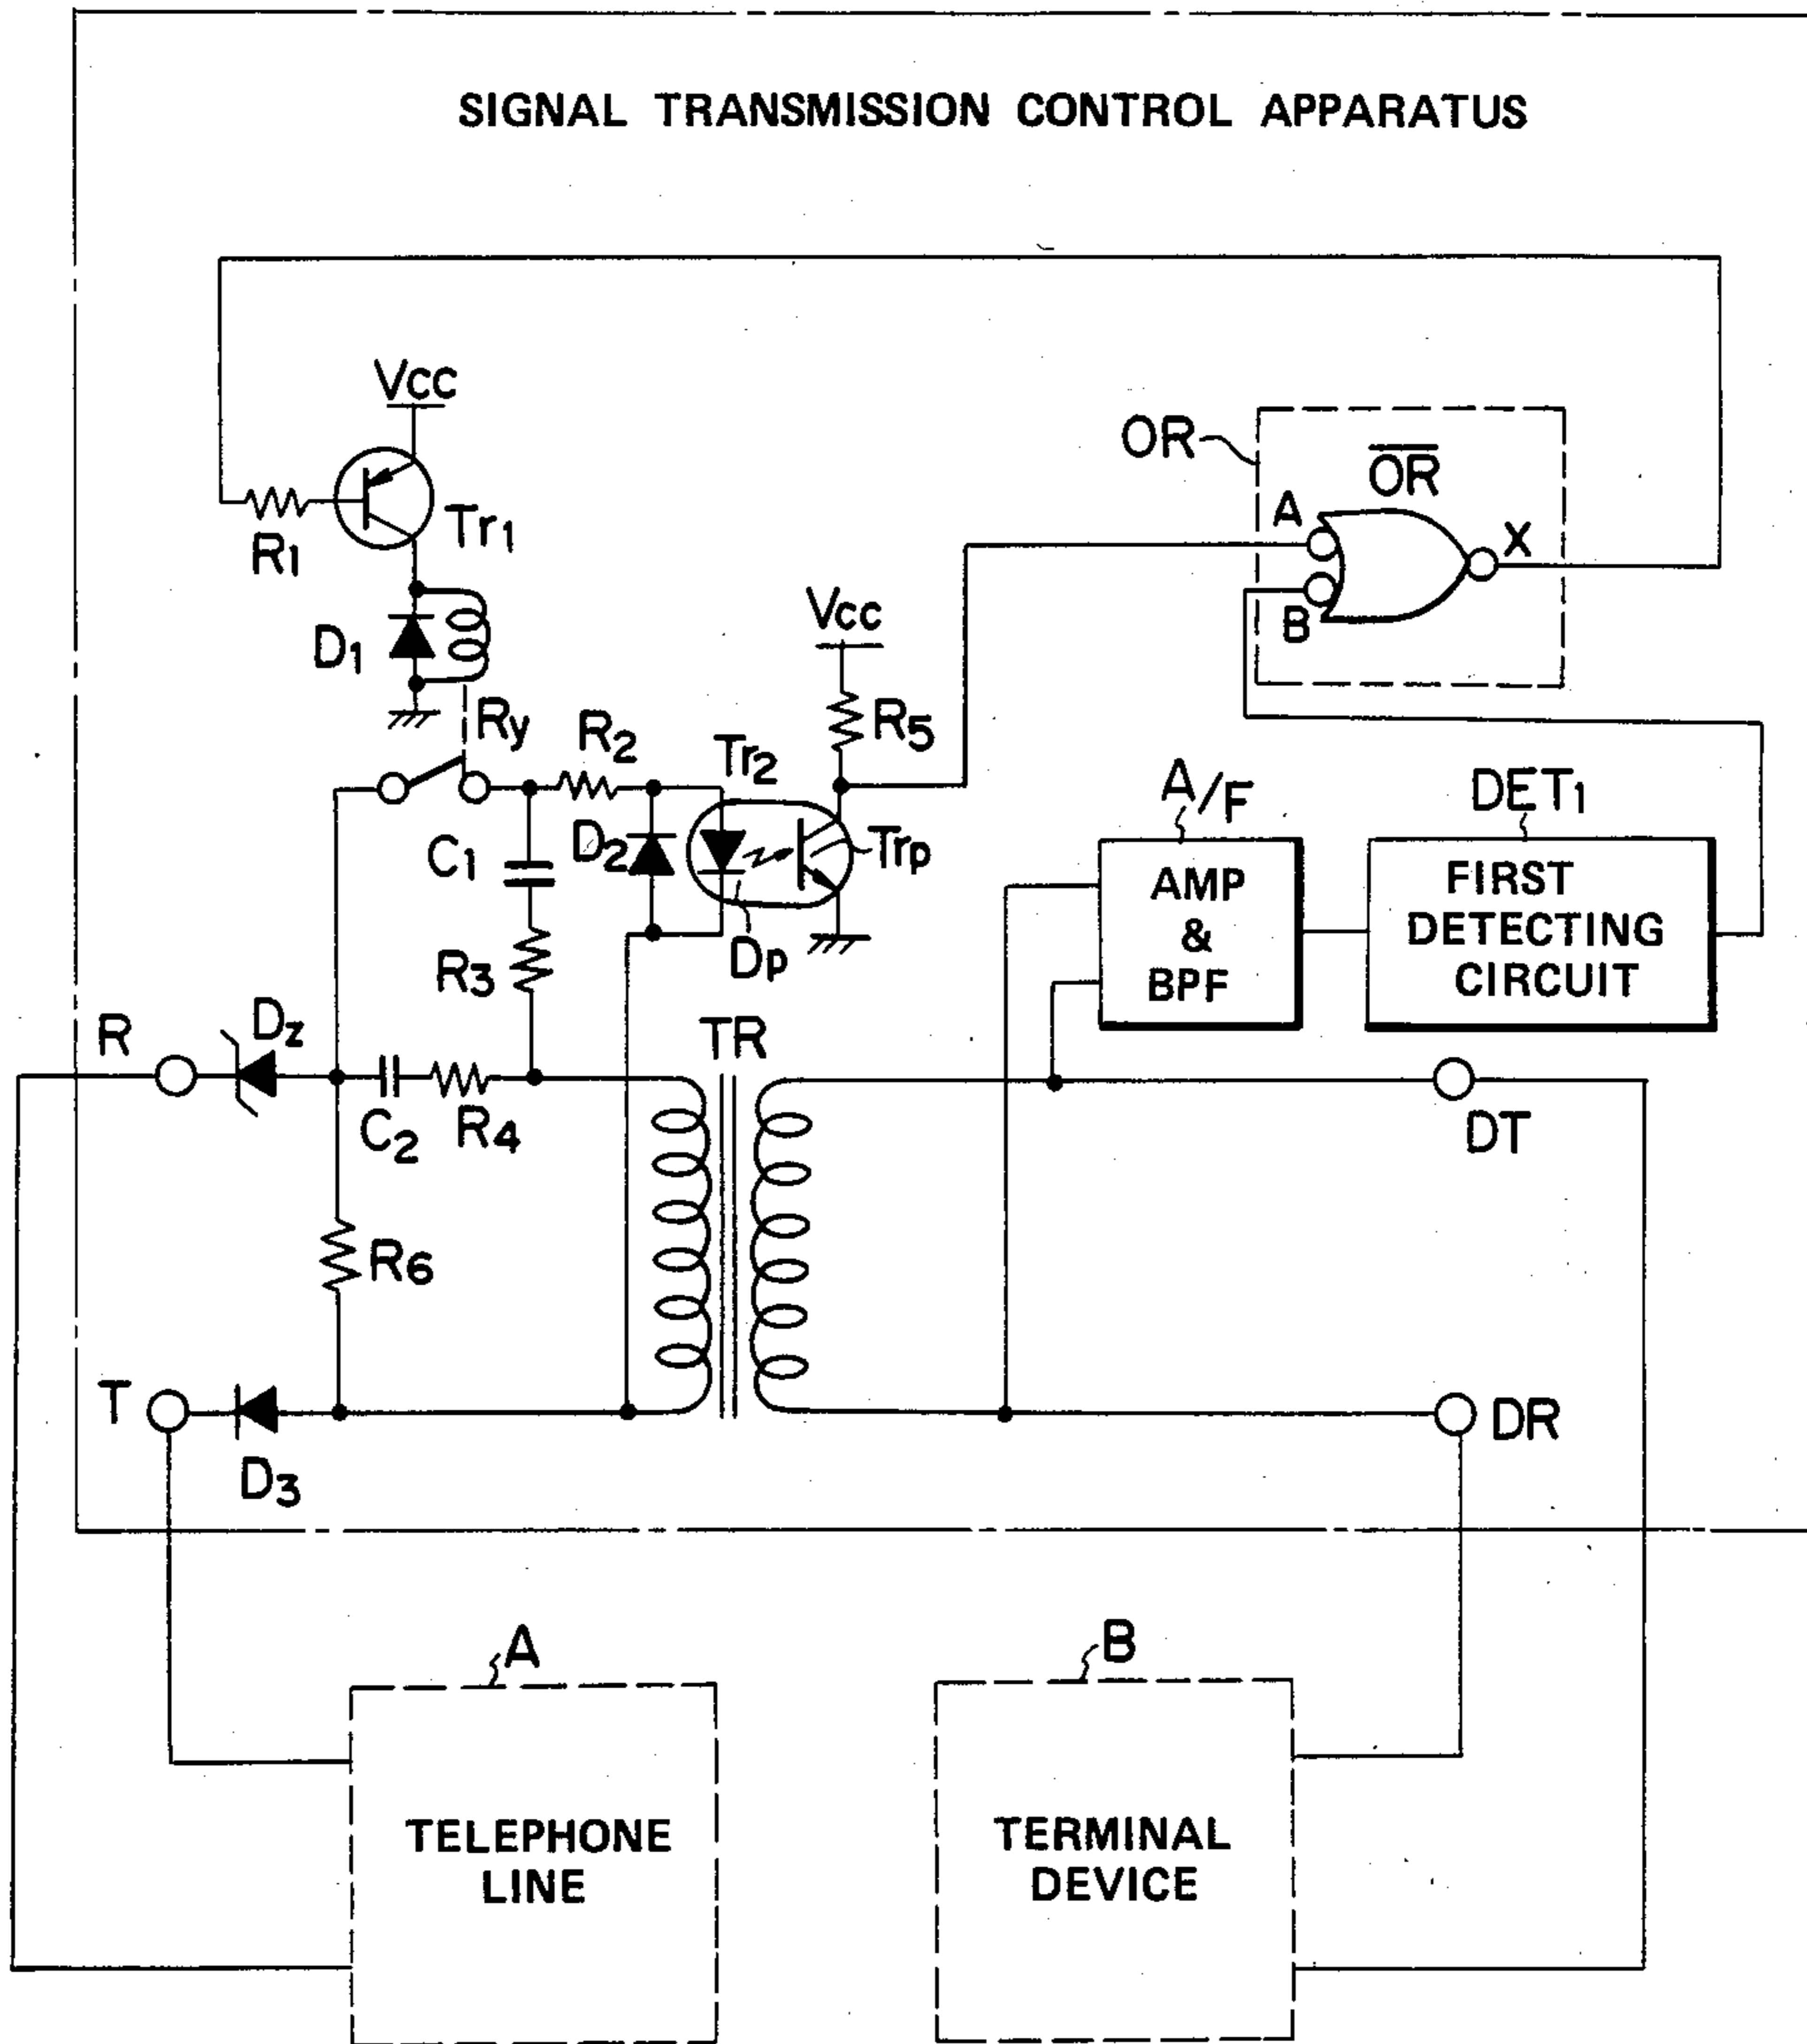 SIGNAL TRANSMISSION CONTROL APPARATUS
Vcc
R1
Tr1
D1
Ry
OR
OR
A
B
X
Vcc
R5
R2
Tr2
C1
D2
Trp
Dp
R3
A/F
AMP
&
BPF
DET1
FIRST
DETECTING
CIRCUIT
R
Dz
C2
R4
TR
DT
R6
T
D3
DR
A
TELEPHONE
LINE
B
TERMINAL
DEVICE